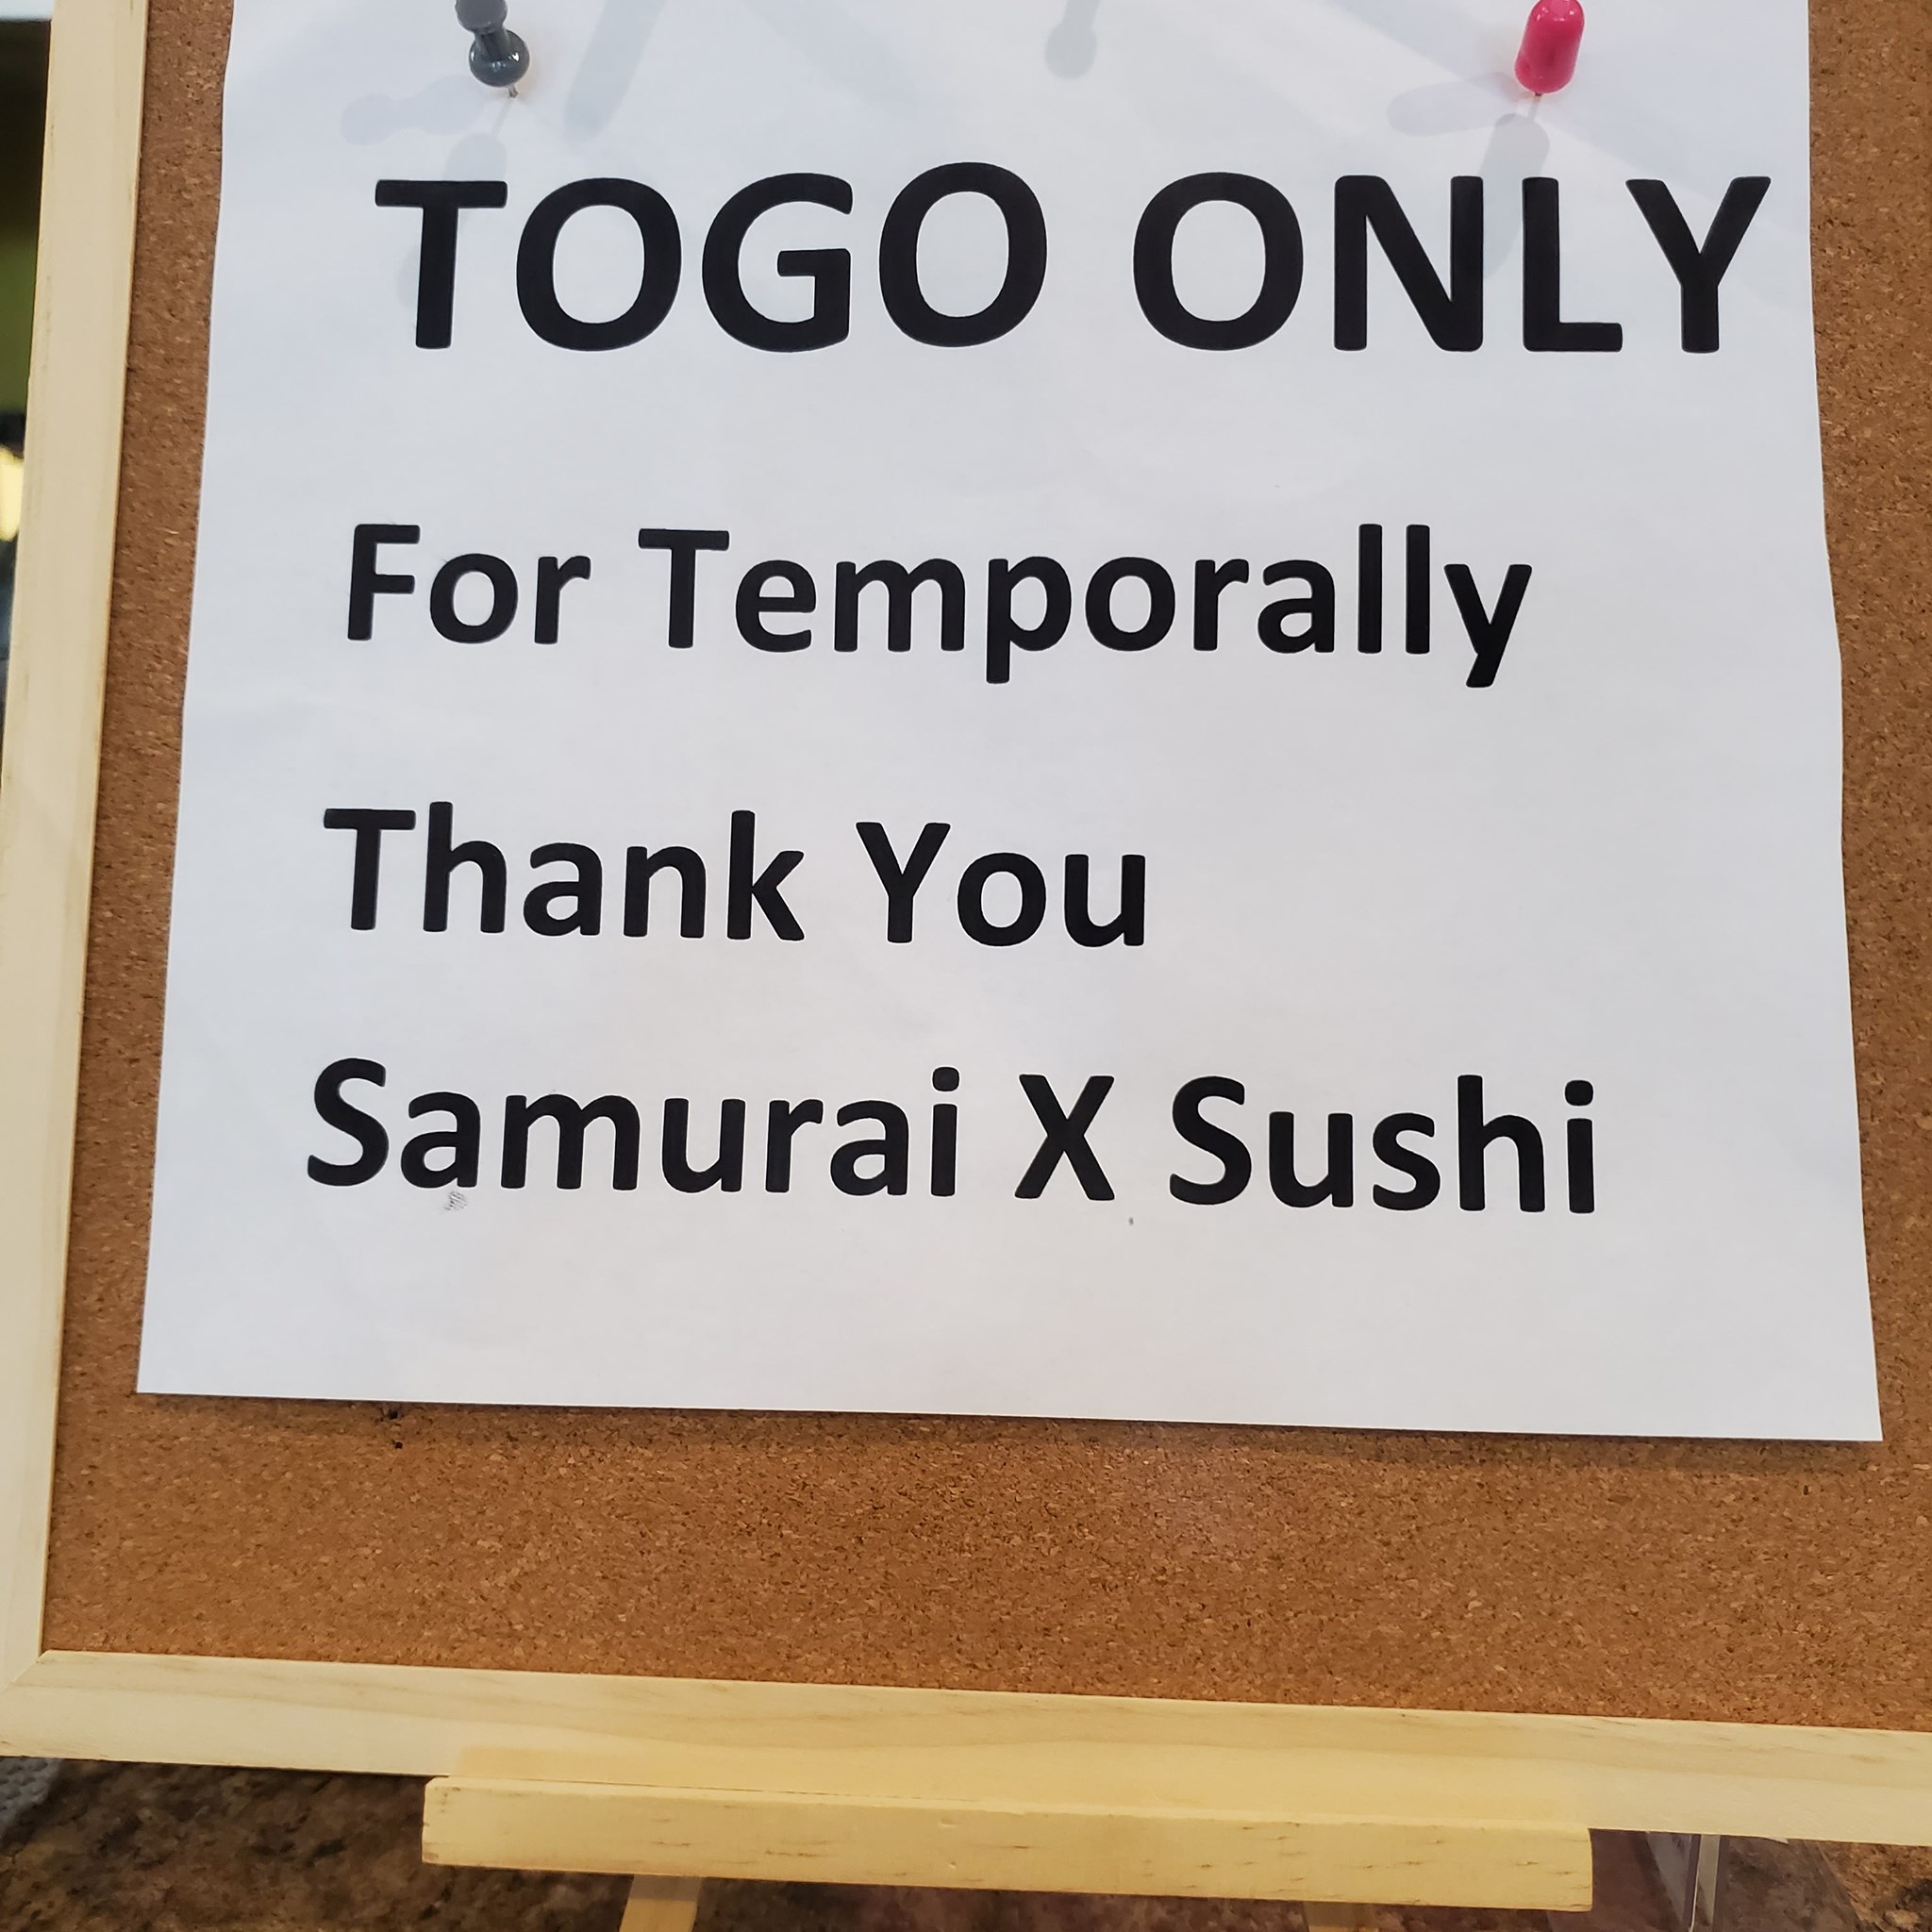 TOGO ONLY
For Temporally
Thank You
Samurai X Sushi